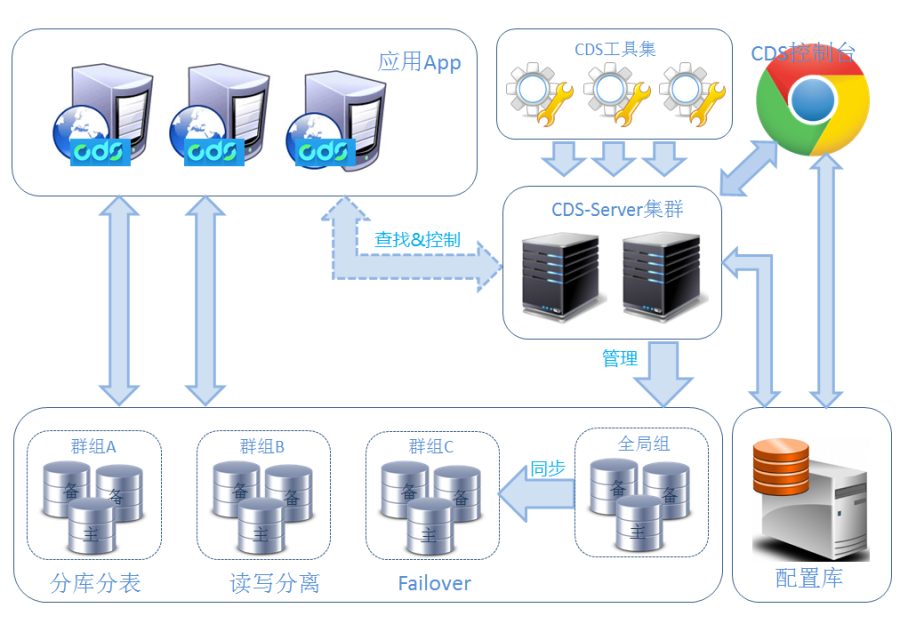 应用App
CDS工具集
CDS控制台
cds
cds
cds
CDS-Server集群
查找&控制
管理
群组A
群组B
群组C
全局组
备
备
主
备
备
主
备
备
主
备
备
主
同步
分库分表
读写分离
Failover
配置库